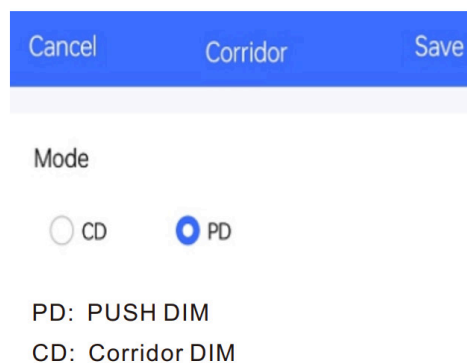 Cancel Corridor Save
Mode
CD PD
PD: PUSH DIM
CD: Corridor DIM